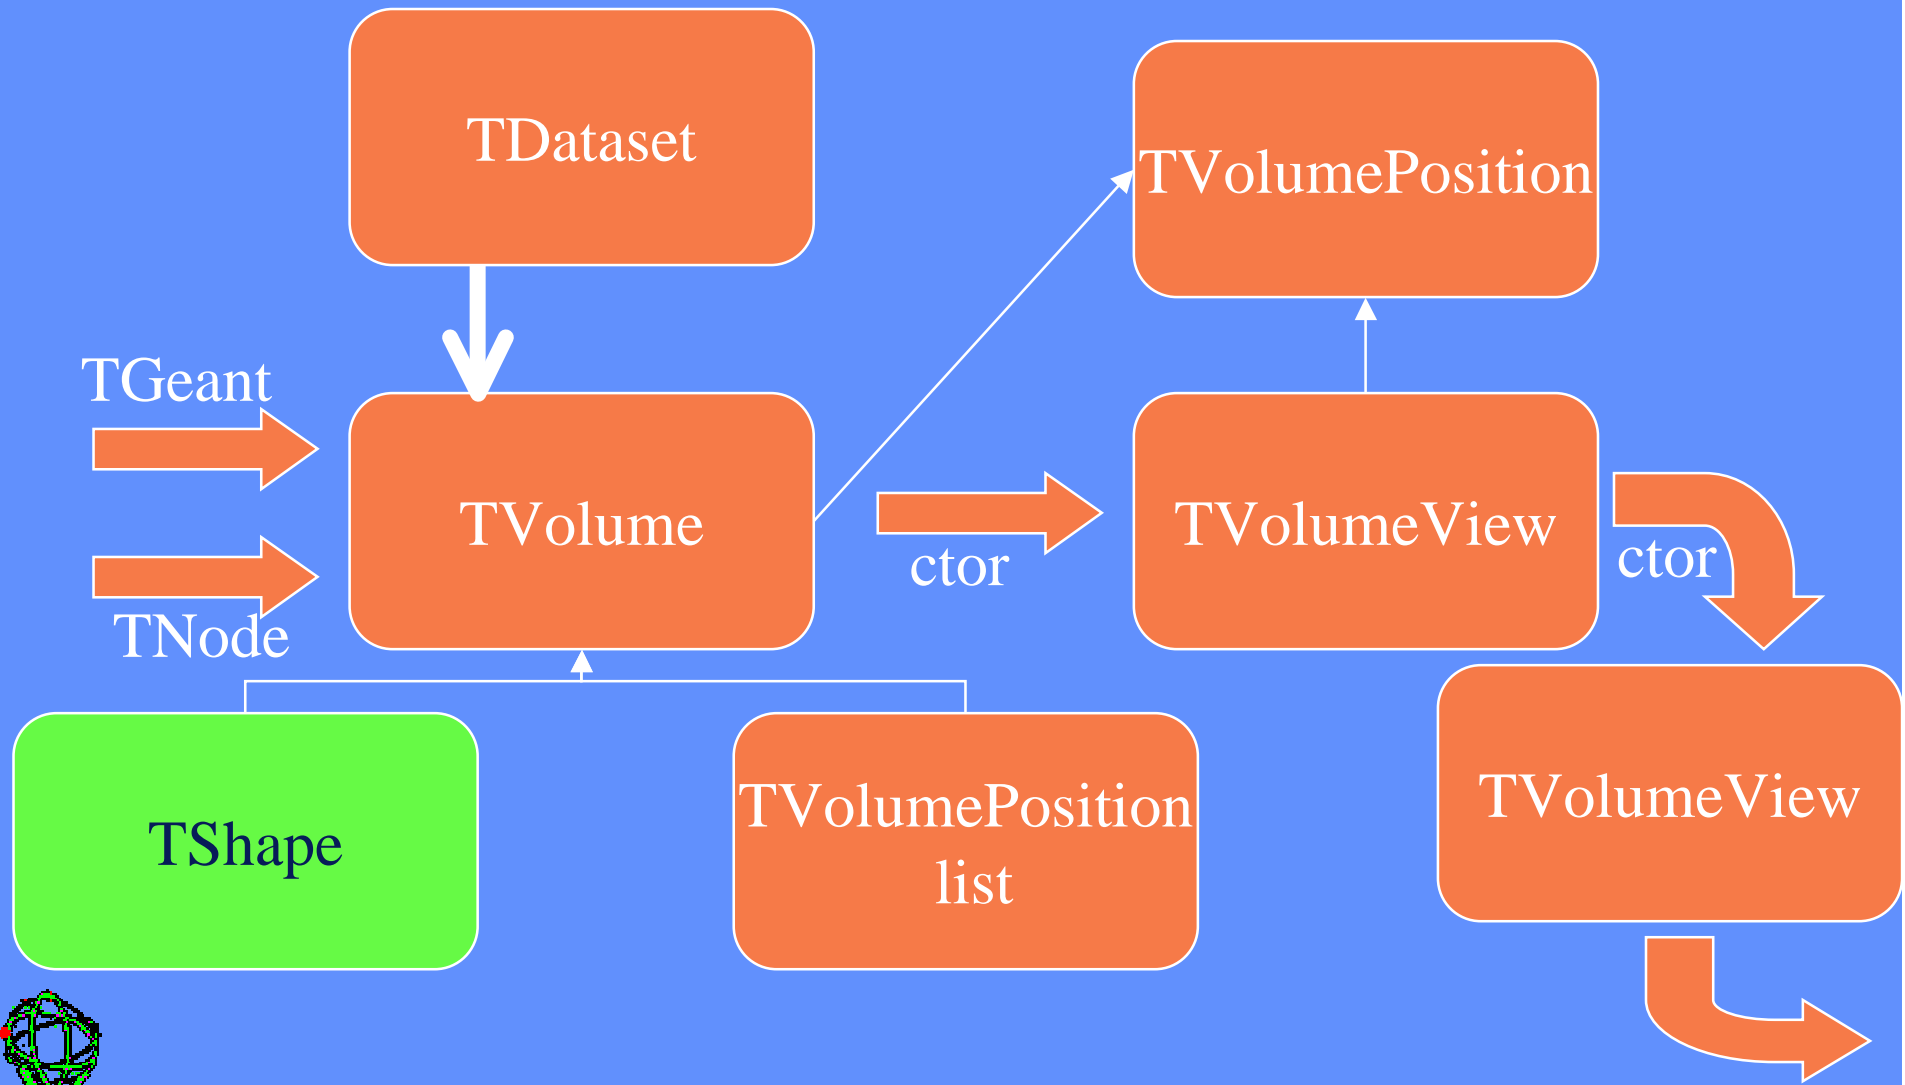 TDataset
TVolumePosition
TGeant
TVolume
ctor
TVolumeView
ctor
TNode
TShape
TVolumePosition
list
TVolumeView